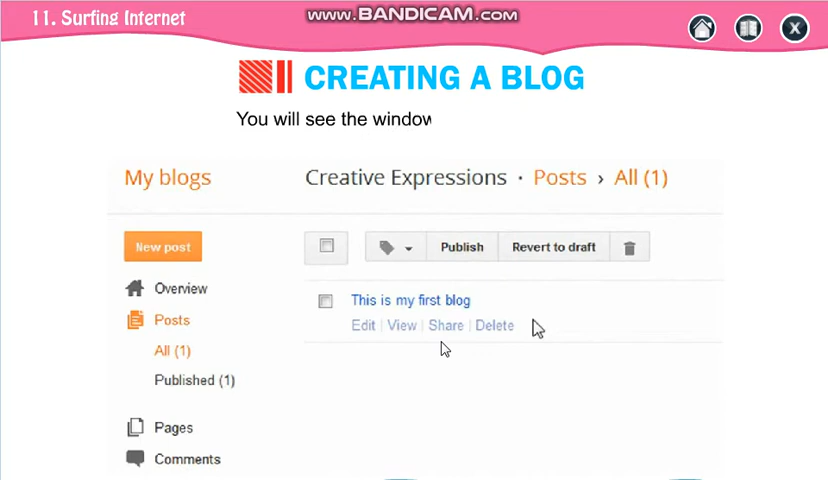 11. Surfing Internet
www.BANDICAM.com
CREATING A BLOG
You will see the window
My blogs
Creative Expressions · Posts › All (1)
New post
Publish
Revert to draft
Overview
This is my first blog
Posts
Edit | View | Share | Delete
All (1)
Published (1)
Pages
Comments